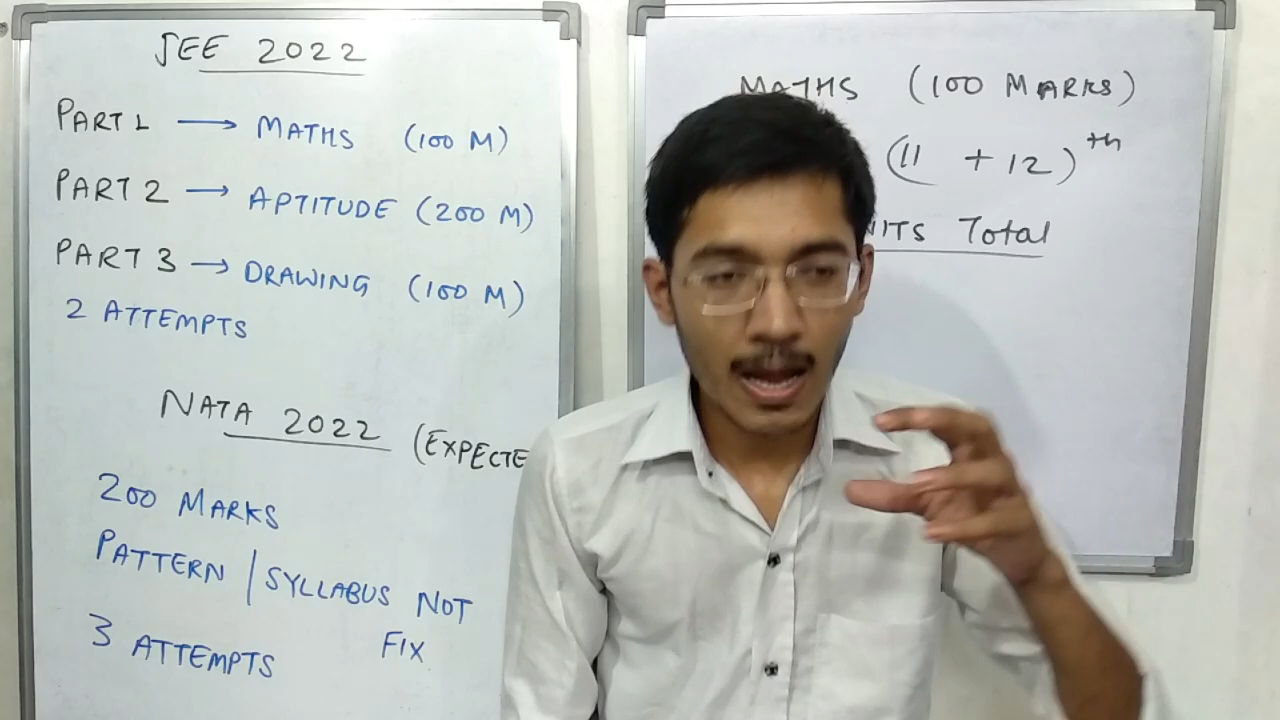 JEE 2022
PART 1 → MATHS (100 M)
PART 2 → APTITUDE (200 M)
PART 3 → DRAWING (100 M)
2 ATTEMPTS
NATA 2022 (EXPECTE
200 MARKS
PATTERN / SYLLABUS NOT
FIX
3 ATTEMPTS
MATHS (100 MARKS)
(11 + 12)th
Total